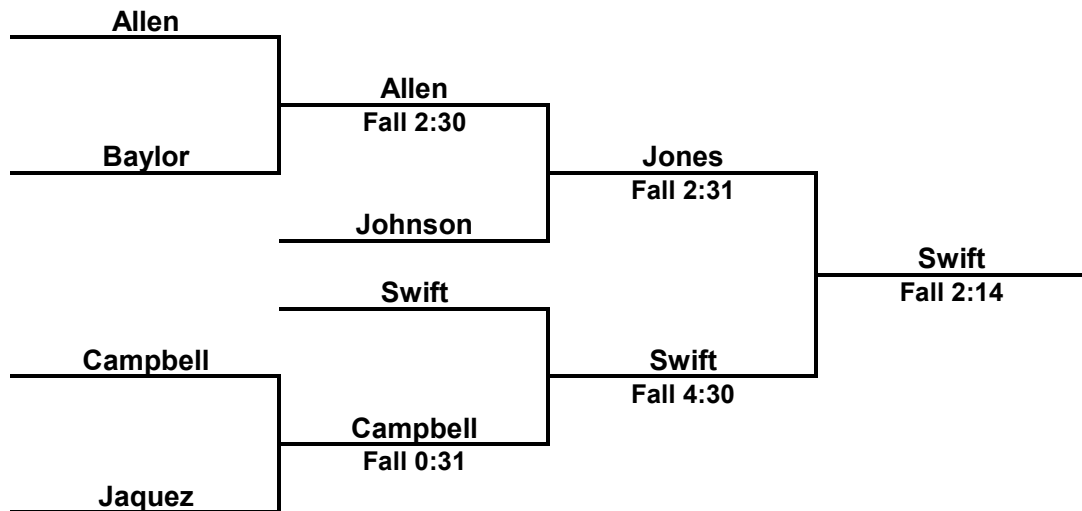 Allen
Allen
Fall 2:30
Baylor
Jones
Fall 2:31
Johnson
Swift
Fall 2:14
Swift
Campbell
Swift
Fall 4:30
Campbell
Fall 0:31
Jaquez